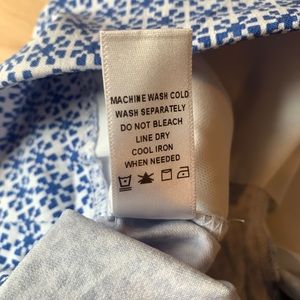 MACHINE WASH COLD
WASH SEPARATELY
DO NOT BLEACH
LINE DRY
COOL IRON
WHEN NEEDED